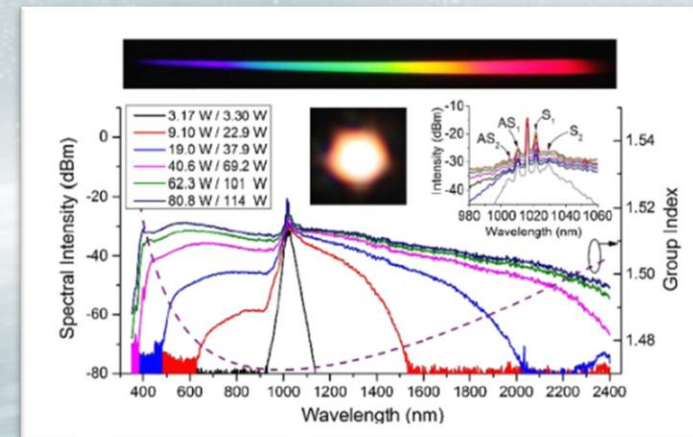 3.17 W / 3.30 W
9.10 W / 22.9 W
19.0 W / 37.9 W
40.6 W / 69.2 W
62.3 W / 101 W
80.8 W / 114 W
Spectral Intensity (dBm)
0
-20
-40
-60
-80
400 600 800 1000 1200 1400 1600 1800 2000 2200 2400
Wavelength (nm)
Intensity (dBm)
-10
-20
-30
-40
AS2
AS1
S1
S2
980 1000 1020 1040 1060
Wavelength (nm)
1.54
1.52
1.50
1.48
Group Index